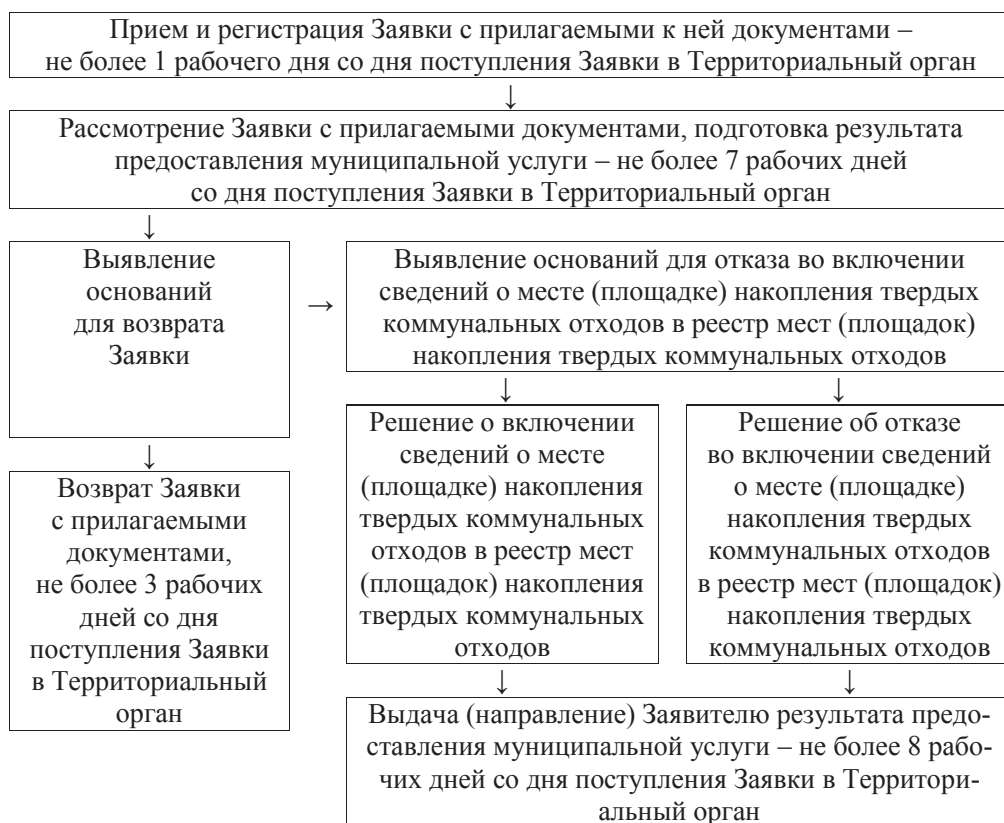 Прием и регистрация Заявки с прилагаемыми к ней документами –
не более 1 рабочего дня со дня поступления Заявки в Территориальный орган
↓
Рассмотрение Заявки с прилагаемыми документами, подготовка результата
предоставления муниципальной услуги – не более 7 рабочих дней
со дня поступления Заявки в Территориальный орган
↓
Выявление
оснований
для возврата
Заявки
→
Выявление оснований для отказа во включении
сведений о месте (площадке) накопления твердых
коммунальных отходов в реестр мест (площадок)
накопления твердых коммунальных отходов
↓
Возврат Заявки
с прилагаемыми
документами,
не более 3 рабочих
дней со дня
поступления Заявки
в Территориальный
орган
↓
Решение о включении
сведений о месте
(площадке) накопления
твердых коммунальных
отходов в реестр мест
(площадок) накопления
твердых коммунальных
отходов
↓
Решение об отказе
во включении сведений
о месте (площадке)
накопления твердых
коммунальных отходов
в реестр мест (площадок)
накопления твердых
коммунальных отходов
↓ ↓
Выдача (направление) Заявителю результата предо-
ставления муниципальной услуги – не более 8 рабо-
чих дней со дня поступления Заявки в Территори-
альный орган